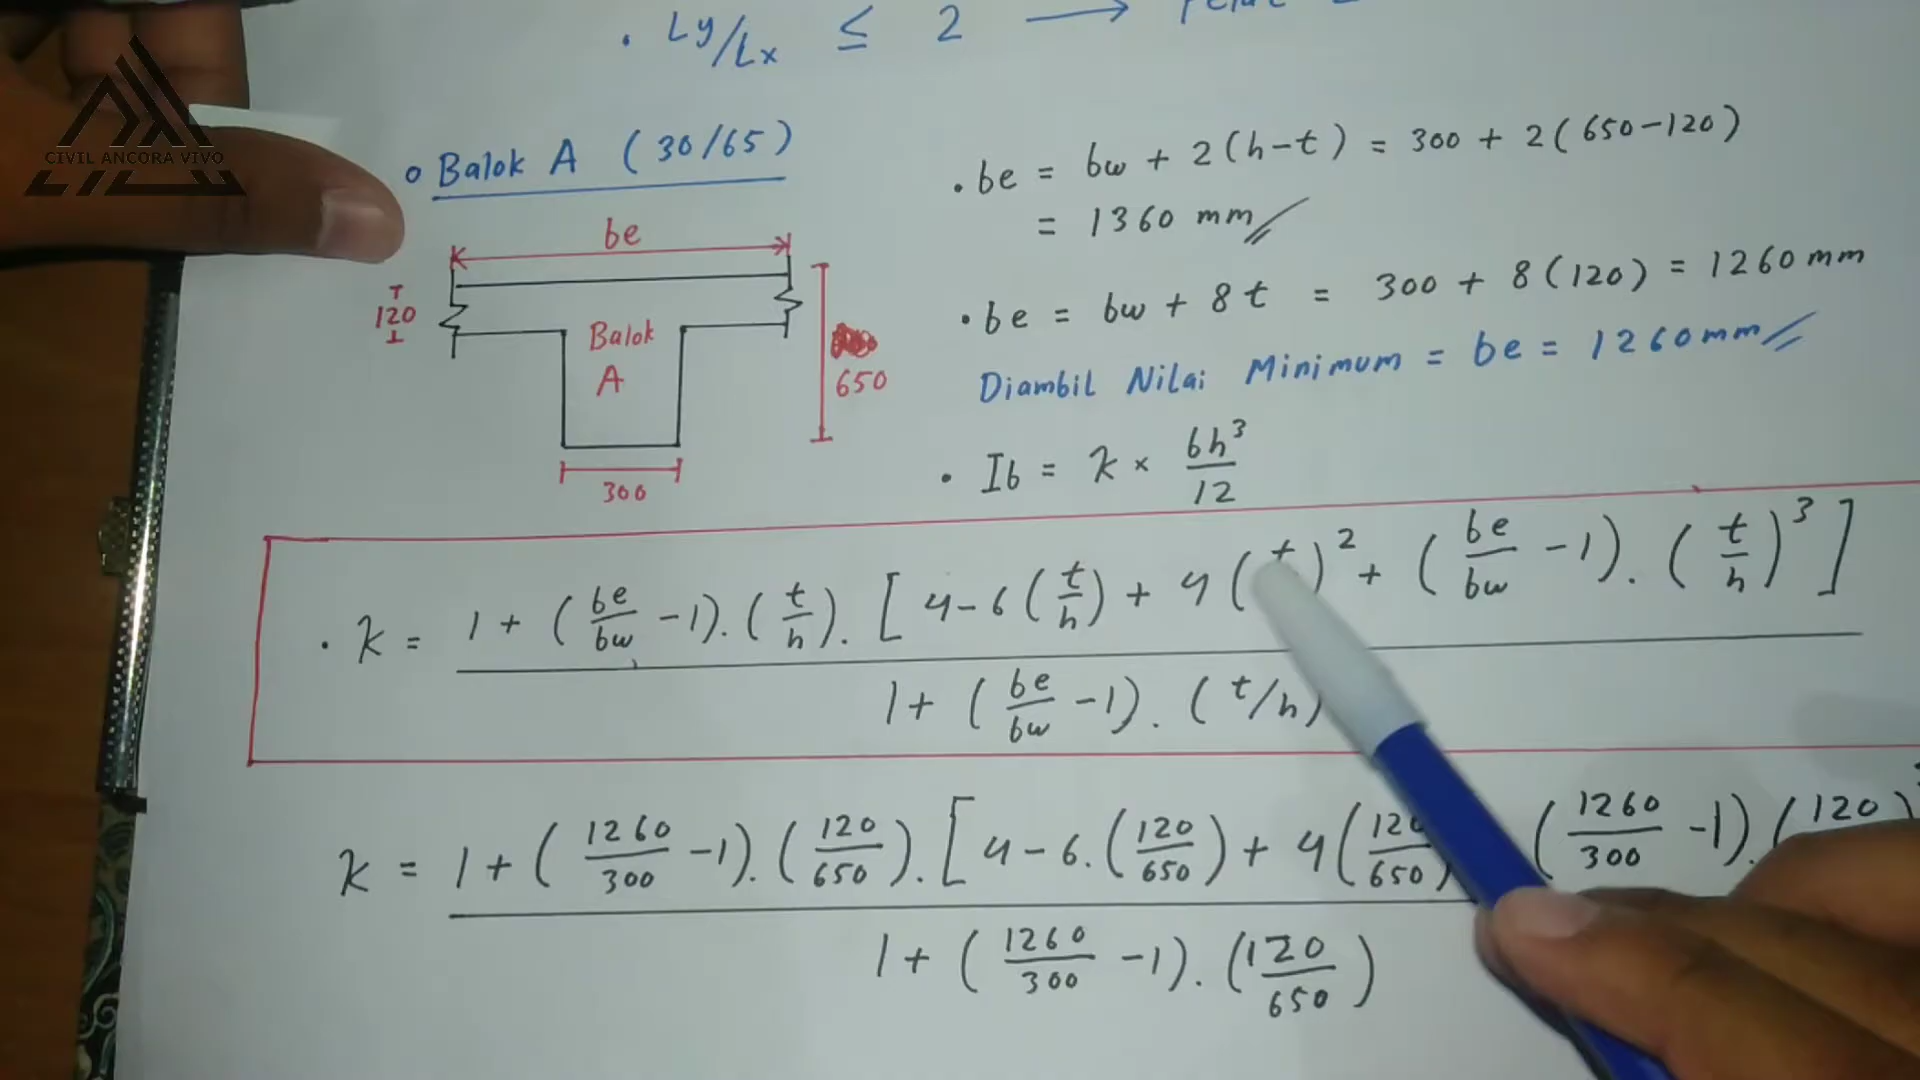 . Ly/Lx ≤ 2 →
CIVIL ANCORA VIVO
o Balok A (30/65)
be
120
Balok
A
650
300
. be = bw + 2(h-t) = 300 + 2(650-120)
= 1360 mm
. be = bw + 8t = 300 + 8(120) = 1260 mm
Diambil Nilai Minimum = be = 1260 mm
. Ib = K × bh³/12
. K = 1 + (be/bw - 1). (t/h). [4 - 6(t/h) + 4(t )² + (be/bw - 1). (t/h)³]
1 + (be/bw - 1). (t/h)
K = 1 + (1260/300 - 1). (120/650). [4 - 6.(120/650) + 4(120/650) (1260/300 - 1). (120
1 + (1260/300 - 1). (120/650)